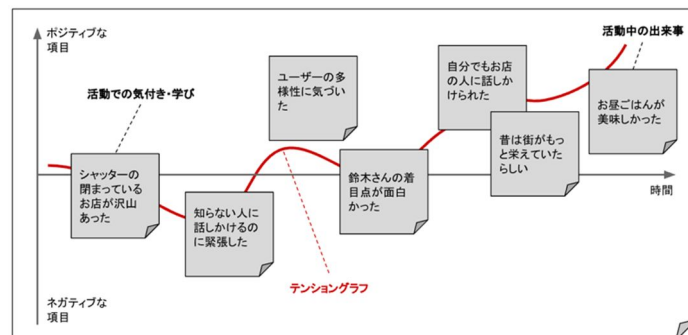 ポジティブな
項目
活動での気付き・学び
シャッターの
閉まっている
お店が沢山
あった
知らない人に
話しかけるの
に緊張した
ユーザーの多
様性に気づい
た
テンショングラフ
鈴木さんの着
目点が面白
かった
自分でもお店
の人に話しか
けられた
昔は街がもっ
と栄えていた
らしい
活動中の出来事
お昼ごはんが
美味しかった
時間
ネガティブな
項目